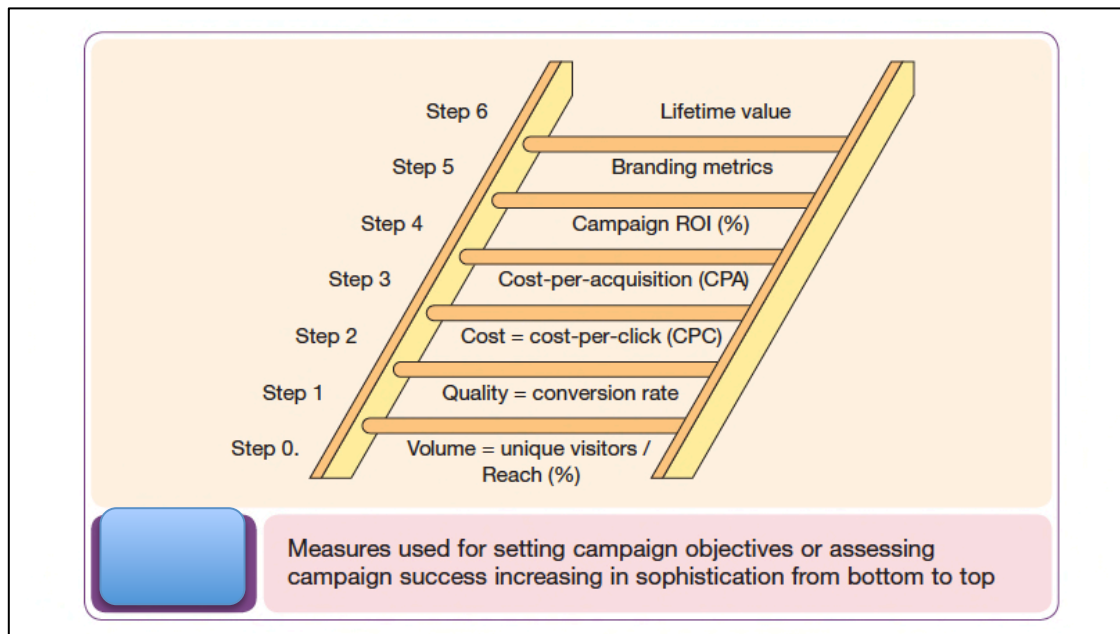 Step 6 Lifetime value
Step 5 Branding metrics
Step 4 Campaign ROI (%)
Step 3 Cost-per-acquisition (CPA)
Step 2 Cost = cost-per-click (CPC)
Step 1 Quality = conversion rate
Step 0. Volume = unique visitors /
Reach (%)
Measures used for setting campaign objectives or assessing
campaign success increasing in sophistication from bottom to top